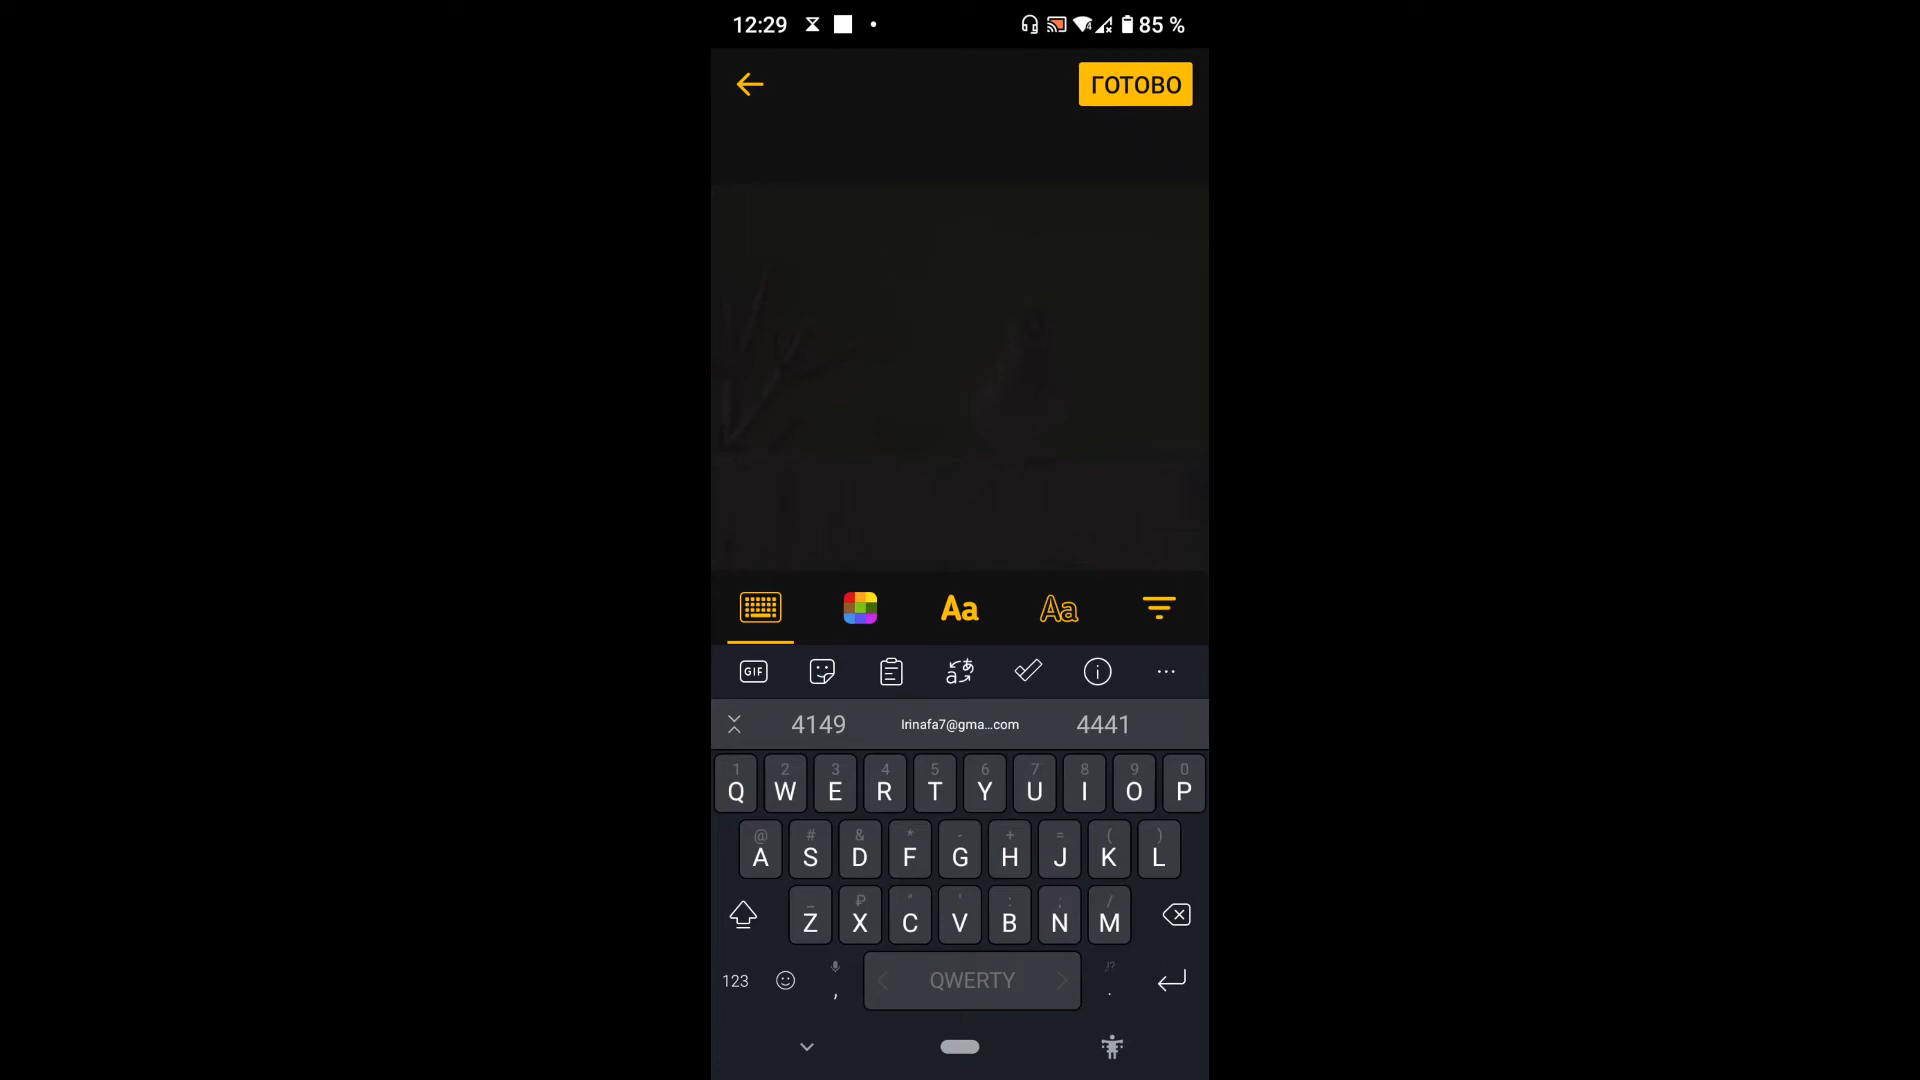 12:29 85 %
ГОТОВО
Aa Aa
GIF
4149 Irinafa7@gma...com 4441
1 2 3 4 5 6 7 8 9 0
Q W E R T Y U I O P
@ # & * - + = ( )
A S D F G H J K L
_ ₽ " ' : ; /
Z X C V B N M
123 , QWERTY .